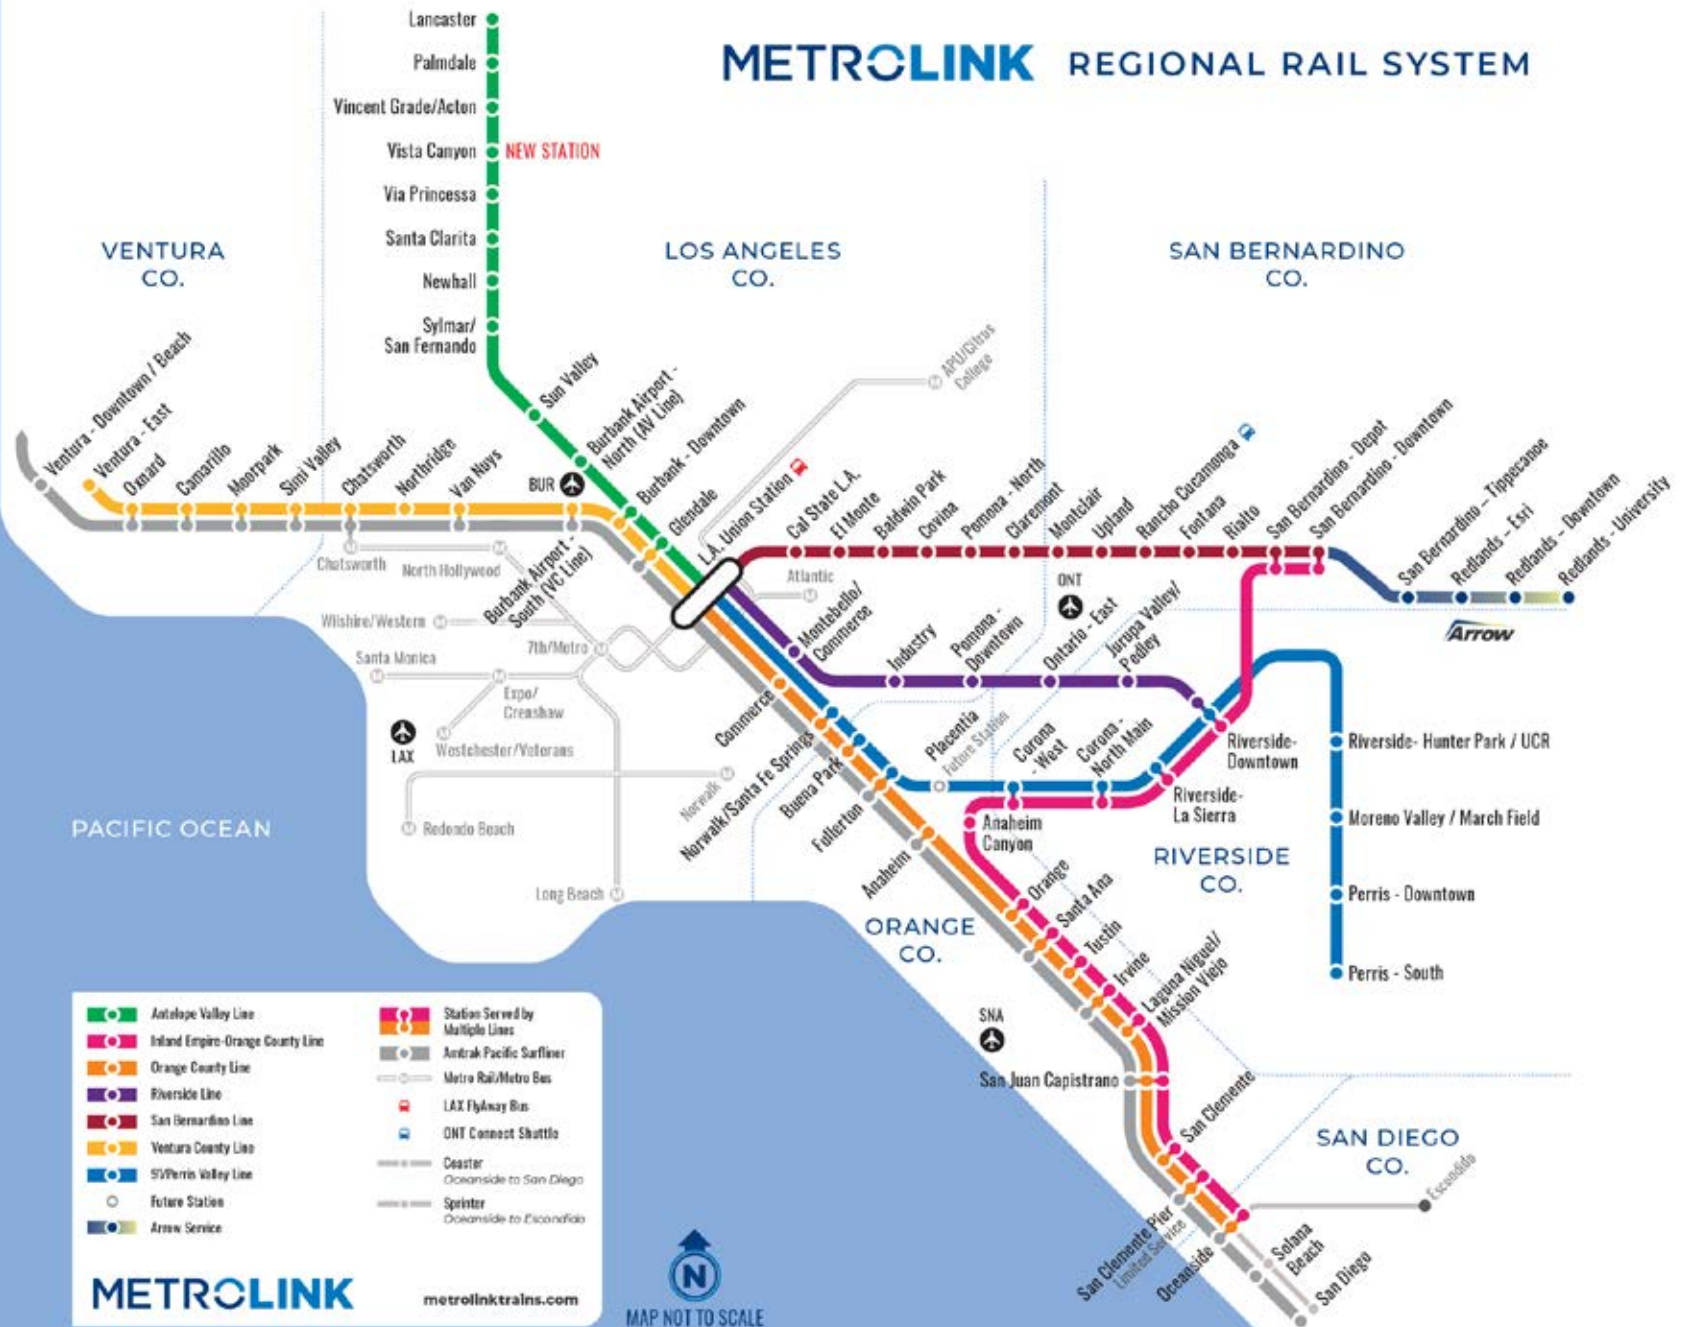 METROLINK REGIONAL RAIL SYSTEM
Lancaster
Palmdale
Vincent Grade/Acton
Vista Canyon
NEW STATION
Via Princessa
Santa Clarita
Newhall
Sylmar/
San Fernando
VENTURA
CO.
LOS ANGELES
CO.
SAN BERNARDINO
CO.
Ventura - Downtown / Beach
Ventura - East
Oxnard
Camarillo
Moorpark
Simi Valley
Chatsworth
Northridge
Van Nuys
BUR
Sun Valley
Burbank Airport -
North (AV Line)
Burbank - Downtown
Glendale
L.A. Union Station
APU/Citrus
College
Cal State L.A.
El Monte
Baldwin Park
Covina
Pomona - North
Claremont
Montclair
Upland
Rancho Cucamonga
Fontana
Rialto
San Bernardino - Depot
San Bernardino - Downtown
San Bernardino - Tippecanoe
Redlands - Esri
Redlands - Downtown
Redlands - University
Arrow
Chatsworth
North Hollywood
Burbank Airport -
South (VC Line)
Atlantic
Wilshire/Western
7th/Metro
Santa Monica
Expo/
Crenshaw
LAX
Westchester/Veterans
Norwalk
Redondo Beach
Long Beach
Montebello/
Commerce
Industry
Pomona -
Downtown
ONT
Ontario - East
Jurupa Valley/
Pedley
Commerce
Norwalk/Santa Fe Springs
Buena Park
Fullerton
Anaheim
Placentia
Future Station
Corona
- West
Corona -
North Main
Riverside-
Downtown
Riverside-
La Sierra
Riverside- Hunter Park / UCR
Moreno Valley / March Field
Perris - Downtown
Perris - South
RIVERSIDE
CO.
Anaheim
Canyon
ORANGE
CO.
Orange
Santa Ana
Tustin
Irvine
Laguna Niguel/
Mission Viejo
SNA
San Juan Capistrano
San Clemente
San Clemente Pier
Limited Service
Oceanside
Solana
Beach
San Diego
Escondido
SAN DIEGO
CO.
PACIFIC OCEAN
Antelope Valley Line
Inland Empire-Orange County Line
Orange County Line
Riverside Line
San Bernardino Line
Ventura County Line
91/Perris Valley Line
Future Station
Arrow Service
Station Served by
Multiple Lines
Amtrak Pacific Surfliner
Metro Rail/Metro Bus
LAX FlyAway Bus
ONT Connect Shuttle
Coaster
Oceanside to San Diego
Sprinter
Oceanside to Escondido
METROLINK
metrolinktrains.com
N
MAP NOT TO SCALE